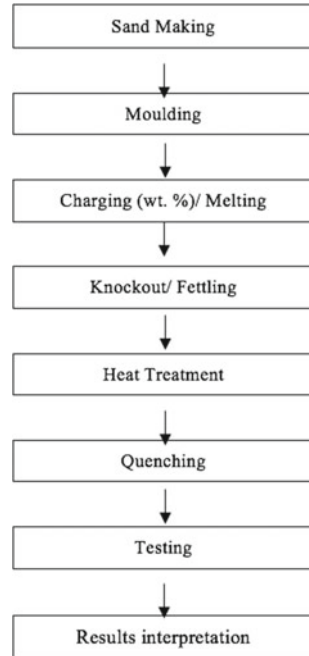 Sand Making
Moulding
Charging (wt. %)/ Melting
Knockout/ Fettling
Heat Treatment
Quenching
Testing
Results interpretation